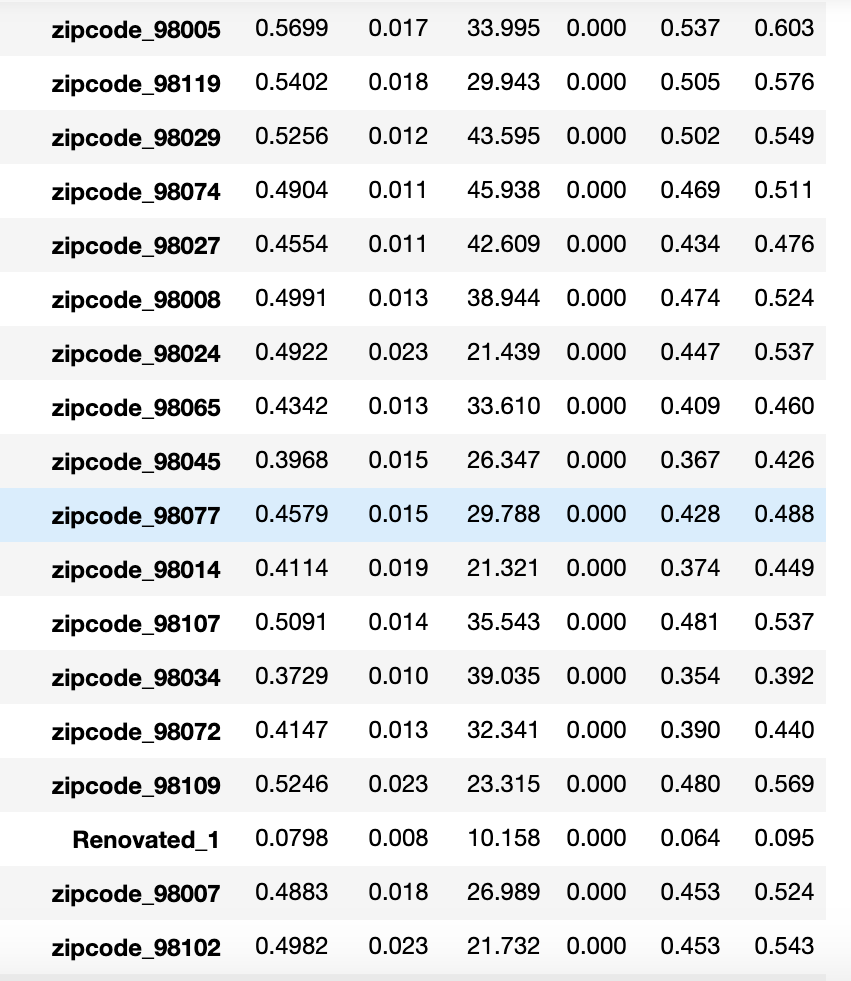 zipcode_98005 0.5699 0.017 33.995 0.000 0.537 0.603
zipcode_98119 0.5402 0.018 29.943 0.000 0.505 0.576
zipcode_98029 0.5256 0.012 43.595 0.000 0.502 0.549
zipcode_98074 0.4904 0.011 45.938 0.000 0.469 0.511
zipcode_98027 0.4554 0.011 42.609 0.000 0.434 0.476
zipcode_98008 0.4991 0.013 38.944 0.000 0.474 0.524
zipcode_98024 0.4922 0.023 21.439 0.000 0.447 0.537
zipcode_98065 0.4342 0.013 33.610 0.000 0.409 0.460
zipcode_98045 0.3968 0.015 26.347 0.000 0.367 0.426
zipcode_98077 0.4579 0.015 29.788 0.000 0.428 0.488
zipcode_98014 0.4114 0.019 21.321 0.000 0.374 0.449
zipcode_98107 0.5091 0.014 35.543 0.000 0.481 0.537
zipcode_98034 0.3729 0.010 39.035 0.000 0.354 0.392
zipcode_98072 0.4147 0.013 32.341 0.000 0.390 0.440
zipcode_98109 0.5246 0.023 23.315 0.000 0.480 0.569
Renovated_1 0.0798 0.008 10.158 0.000 0.064 0.095
zipcode_98007 0.4883 0.018 26.989 0.000 0.453 0.524
zipcode_98102 0.4982 0.023 21.732 0.000 0.453 0.543